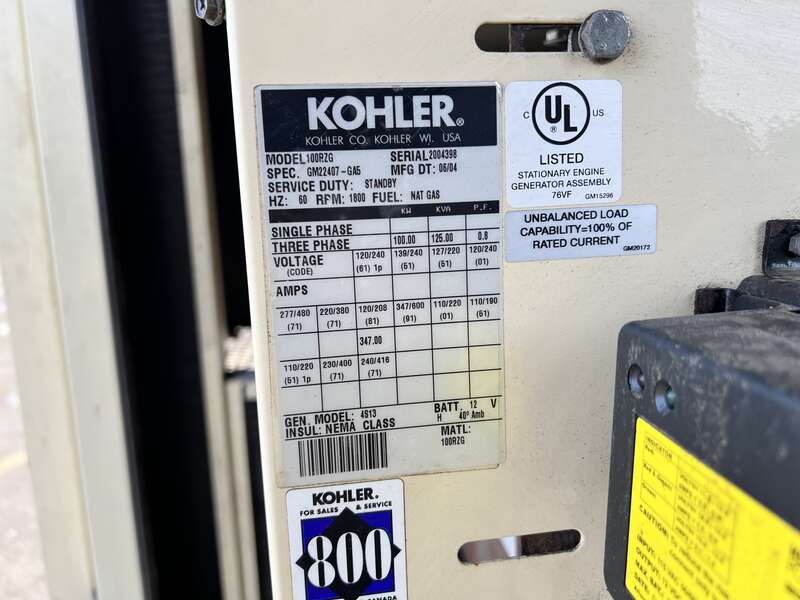 KOHLER®
KOHLER CO. KOHLER WI. USA
MODEL 100RZG SERIAL 2004398
SPEC. GM22407-GA5 MFG DT: 06/04
SERVICE DUTY: STANDBY
HZ: 60 RPM: 1800 FUEL: NAT GAS
KW KVA P.F.
SINGLE PHASE
THREE PHASE 100.00 125.00 0.8
VOLTAGE 120/240 139/240 127/220 120/240
(CODE) (61) 1p (61) (61) (01)
AMPS
277/480 220/380 120/208 347/600 110/220 110/190
(71) (71) (81) (91) (01) (61)
347.00
110/220 230/400 240/416
(61) 1p (71) (71)
GEN. MODEL: 4S13 BATT. 12 V
INSUL: NEMA CLASS H 40° Amb
MATL:
100RZG
C UL US
LISTED
STATIONARY ENGINE
GENERATOR ASSEMBLY
76VF
GM15296
UNBALANCED LOAD
CAPABILITY=100% OF
RATED CURRENT
GM20173
KOHLER®
FOR SALES & SERVICE
800
CANADA
INDICATOR
CAUTION: